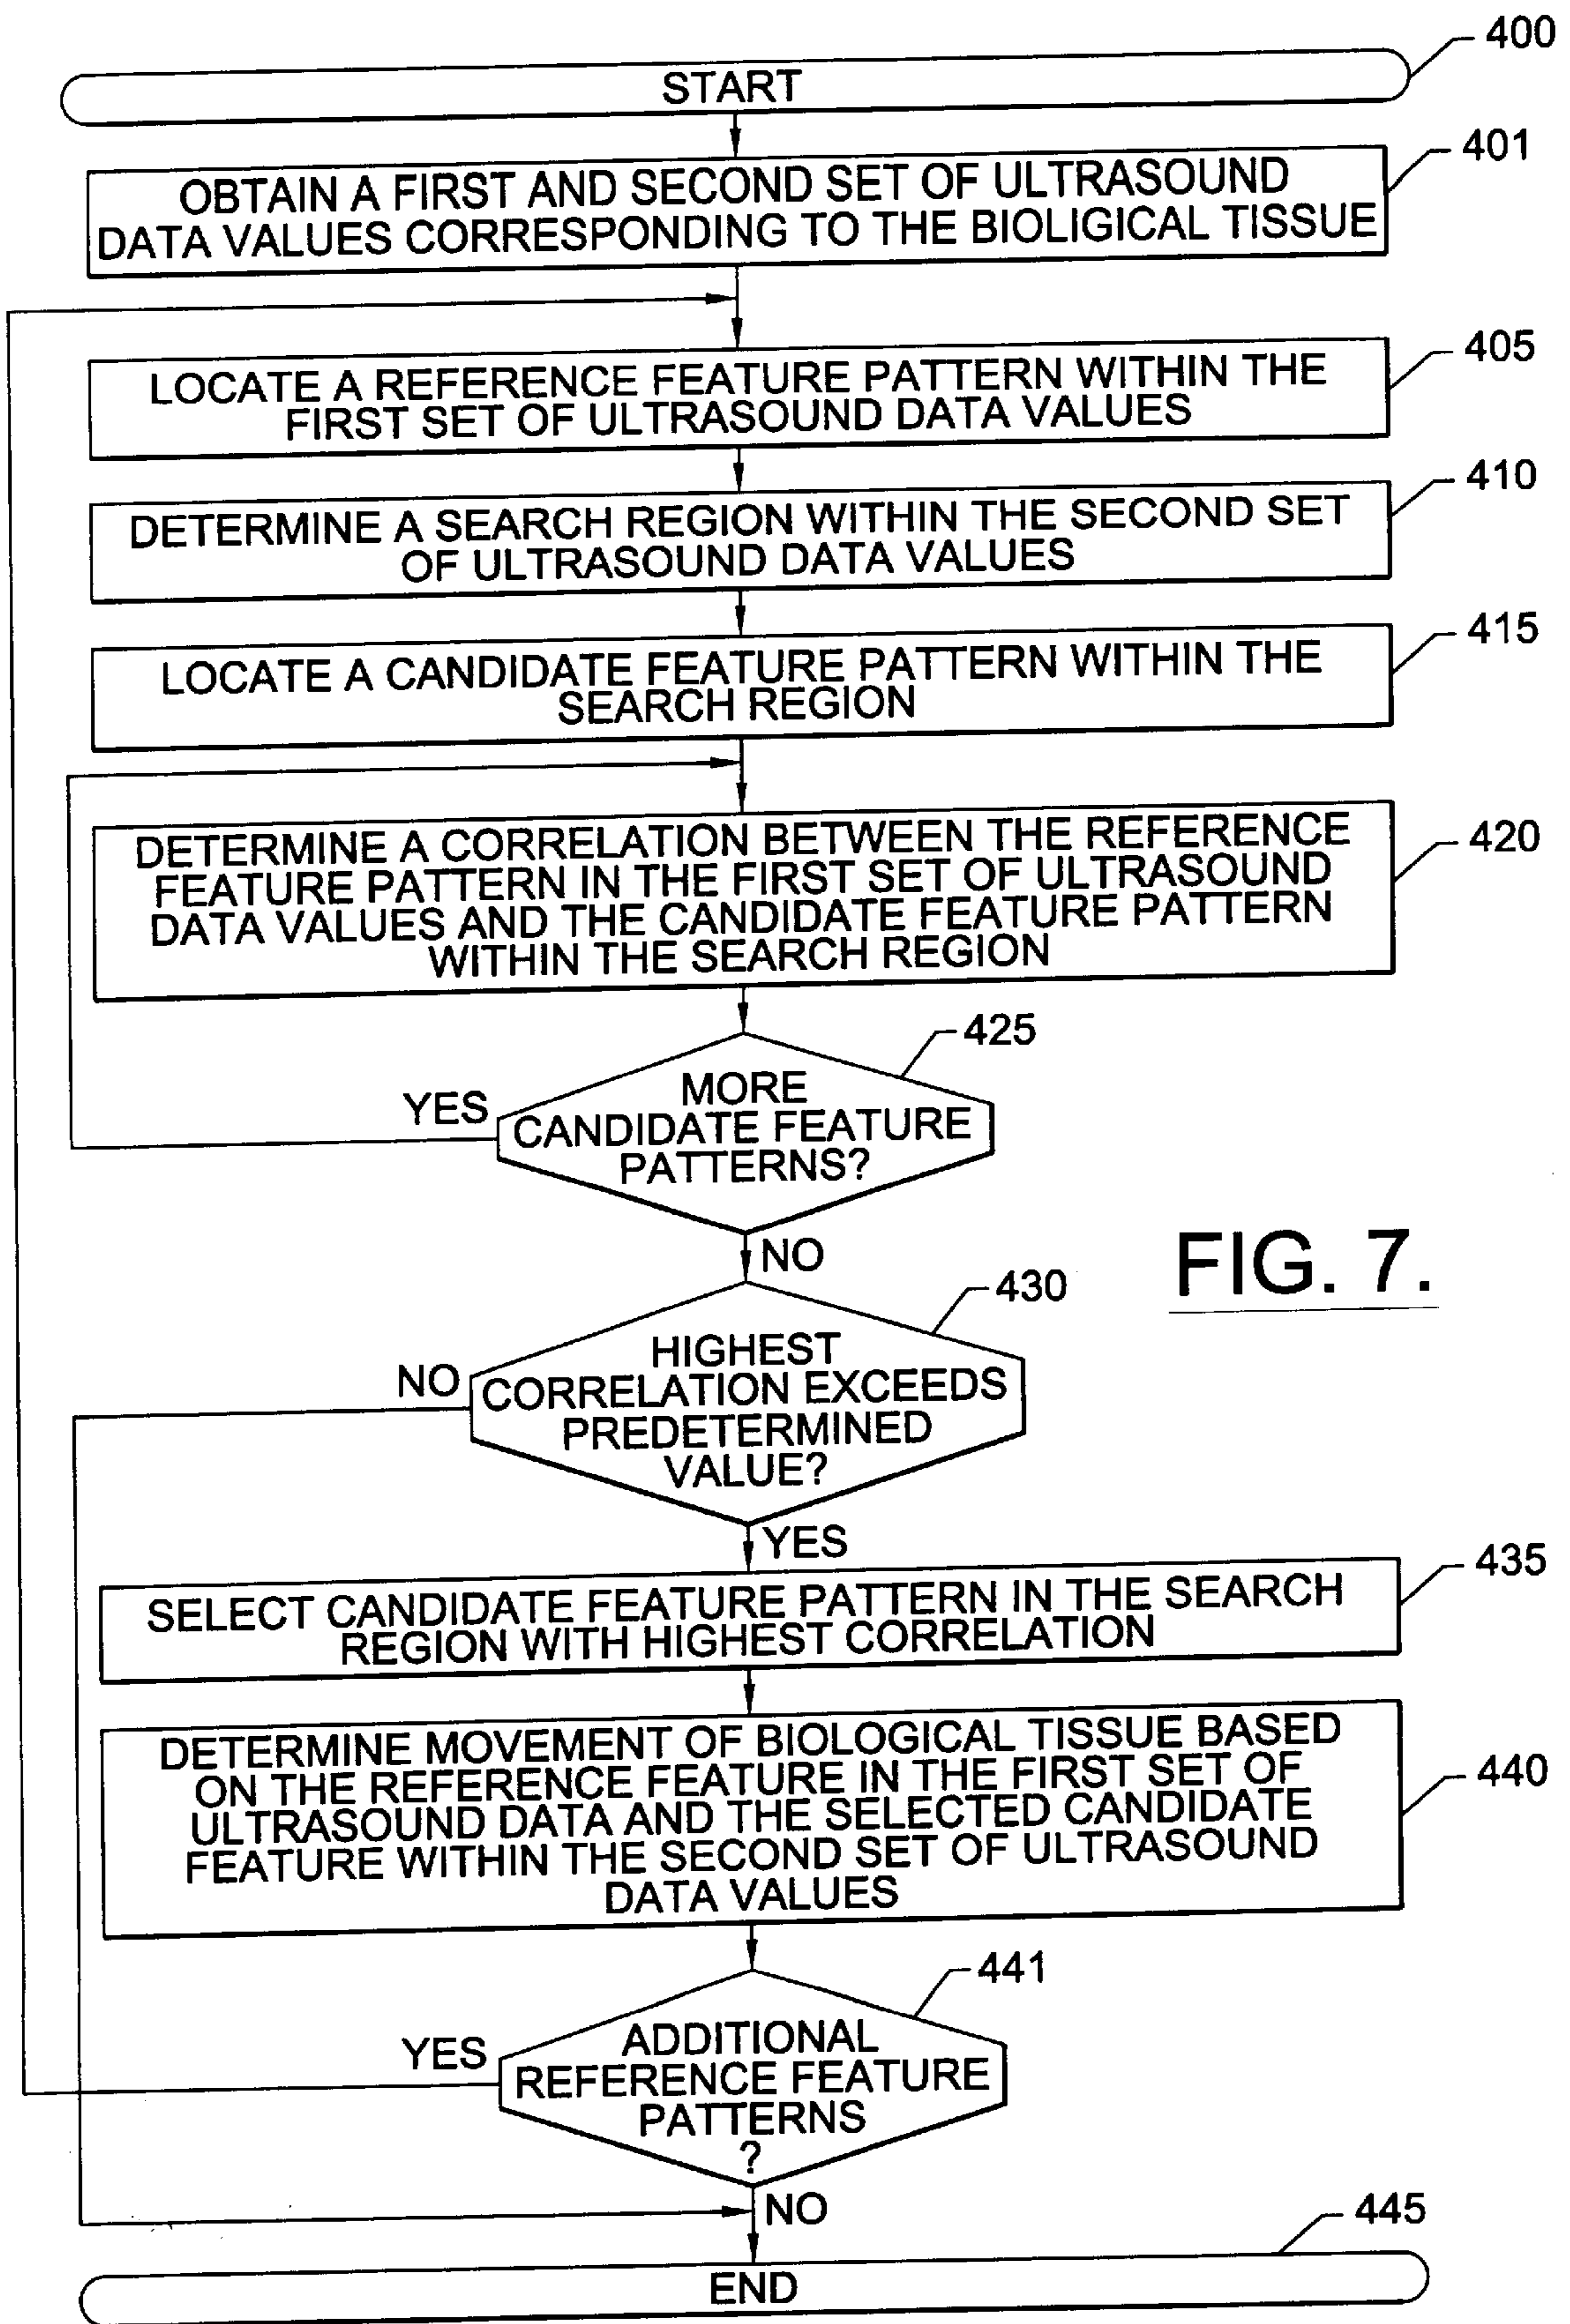 400
START
401
OBTAIN A FIRST AND SECOND SET OF ULTRASOUND
DATA VALUES CORRESPONDING TO THE BIOLIGICAL TISSUE
405
LOCATE A REFERENCE FEATURE PATTERN WITHIN THE
FIRST SET OF ULTRASOUND DATA VALUES
410
DETERMINE A SEARCH REGION WITHIN THE SECOND SET
OF ULTRASOUND DATA VALUES
415
LOCATE A CANDIDATE FEATURE PATTERN WITHIN THE
SEARCH REGION
420
DETERMINE A CORRELATION BETWEEN THE REFERENCE
FEATURE PATTERN IN THE FIRST SET OF ULTRASOUND
DATA VALUES AND THE CANDIDATE FEATURE PATTERN
WITHIN THE SEARCH REGION
425
YES
MORE
CANDIDATE FEATURE
PATTERNS?
NO
FIG. 7.
430
NO
HIGHEST
CORRELATION EXCEEDS
PREDETERMINED
VALUE?
YES
435
SELECT CANDIDATE FEATURE PATTERN IN THE SEARCH
REGION WITH HIGHEST CORRELATION
440
DETERMINE MOVEMENT OF BIOLOGICAL TISSUE BASED
ON THE REFERENCE FEATURE IN THE FIRST SET OF
ULTRASOUND DATA AND THE SELECTED CANDIDATE
FEATURE WITHIN THE SECOND SET OF ULTRASOUND
DATA VALUES
441
YES
ADDITIONAL
REFERENCE FEATURE
PATTERNS
?
NO
445
END